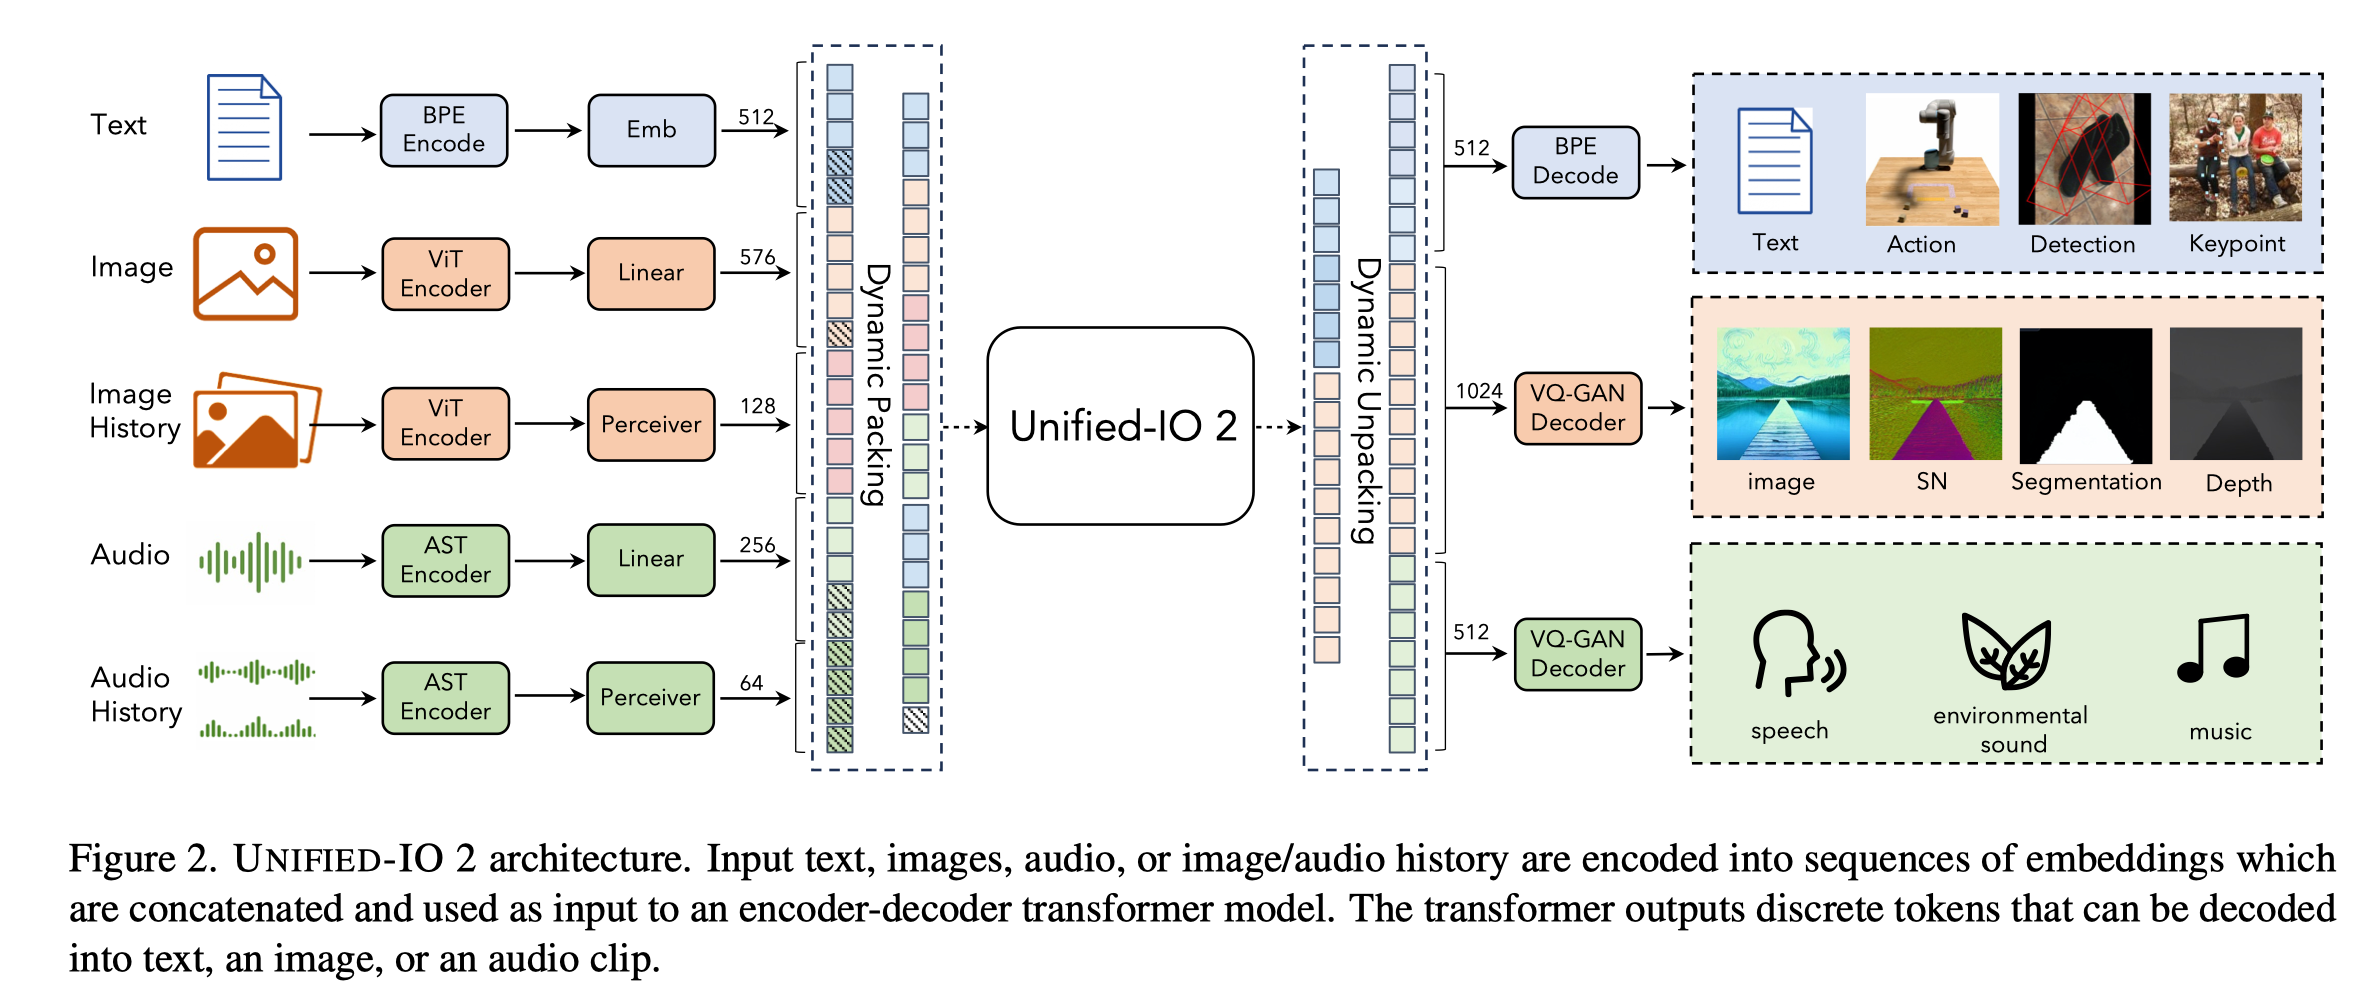 Text
BPE
Encode
Emb
512
Image
ViT
Encoder
Linear
576
Image
History
ViT
Encoder
Perceiver
128
Audio
AST
Encoder
Linear
256
Audio
History
AST
Encoder
Perceiver
64
Dynamic Packing
Unified-IO 2
Dynamic Unpacking
512
BPE
Decode
Text
Action
Detection
Keypoint
1024
VQ-GAN
Decoder
image
SN
Segmentation
Depth
512
VQ-GAN
Decoder
speech
environmental
sound
music
Figure 2. UNIFIED-IO 2 architecture. Input text, images, audio, or image/audio history are encoded into sequences of embeddings which
are concatenated and used as input to an encoder-decoder transformer model. The transformer outputs discrete tokens that can be decoded
into text, an image, or an audio clip.